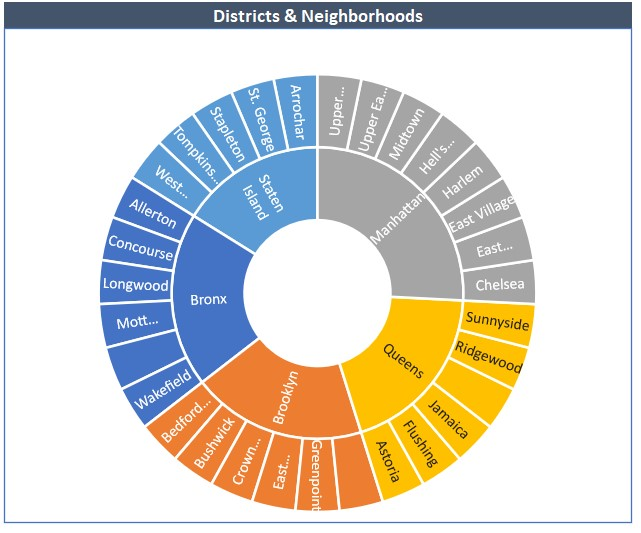 Districts & Neighborhoods
Upper...
Upper Ea...
Midtown
Hell's...
Harlem
East Village
East...
Chelsea
Manhattan
Sunnyside
Ridgewood
Jamaica
Flushing
Astoria
Queens
Greenpoint
East...
Crown...
Bushwick
Bedford...
Brooklyn
Wakefield
Mott...
Longwood
Concourse
Allerton
Bronx
West...
Tompkins...
Stapleton
St. George
Arrochar
Staten
Island